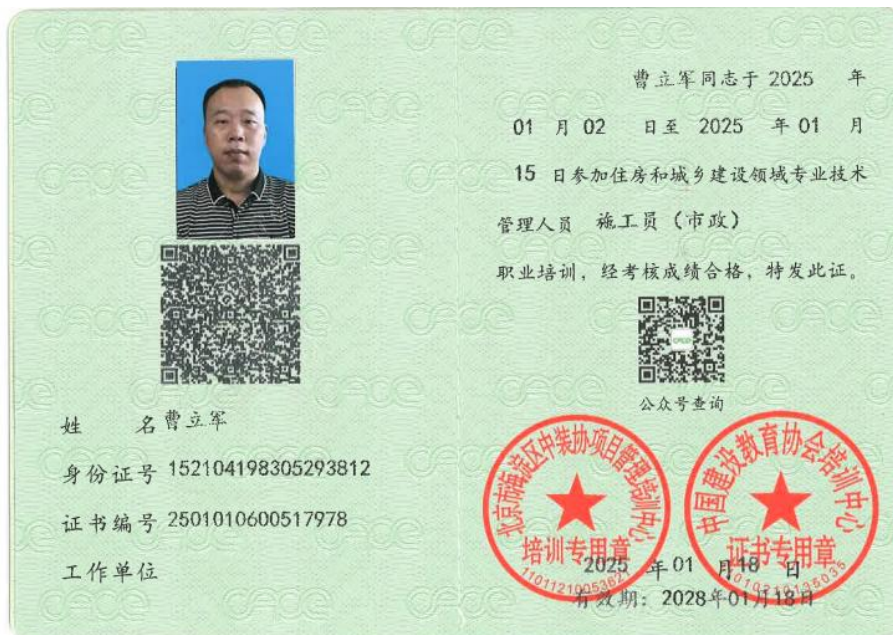 曹立军同志于 2025 年
01 月 02 日至 2025 年 01 月
15 日参加住房和城乡建设领域专业技术
管理人员 施工员（市政）
职业培训，经考核成绩合格，特发此证。
公众号查询
姓 名 曹立军
身份证号 152104198305293812
证书编号 2501010600517978
工作单位
北京市海淀区中装协项目管理培训中心
培训专用章
中国建设教育协会培训中心
证书专用章
2025 年 01 月 18 日
有效期：2028年01月18日